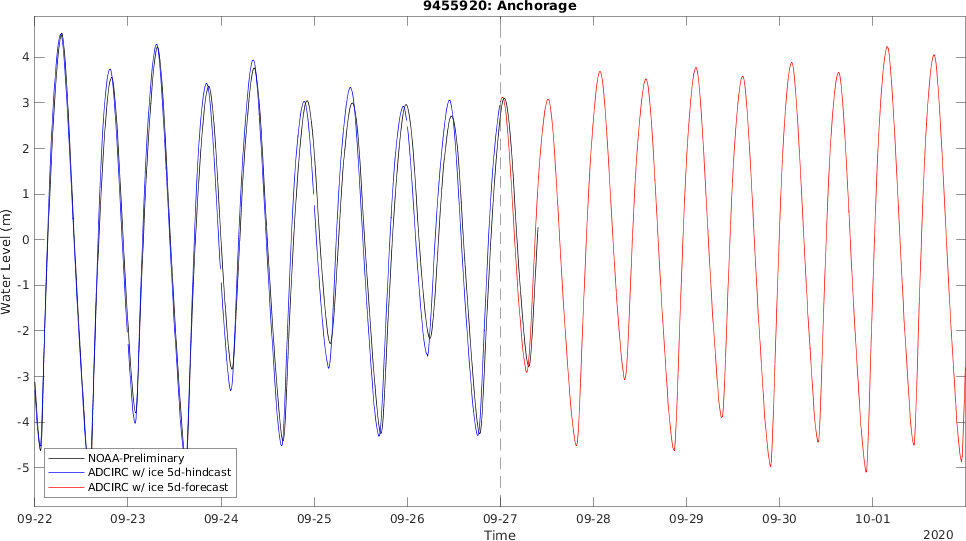 9455920: Anchorage
4
3
2
1
0
-1
-2
-3
-4
-5
Water Level (m)
NOAA-Preliminary
ADCIRC w/ ice 5d-hindcast
ADCIRC w/ ice 5d-forecast
09-22 09-23 09-24 09-25 09-26 09-27 09-28 09-29 09-30 10-01
Time
2020